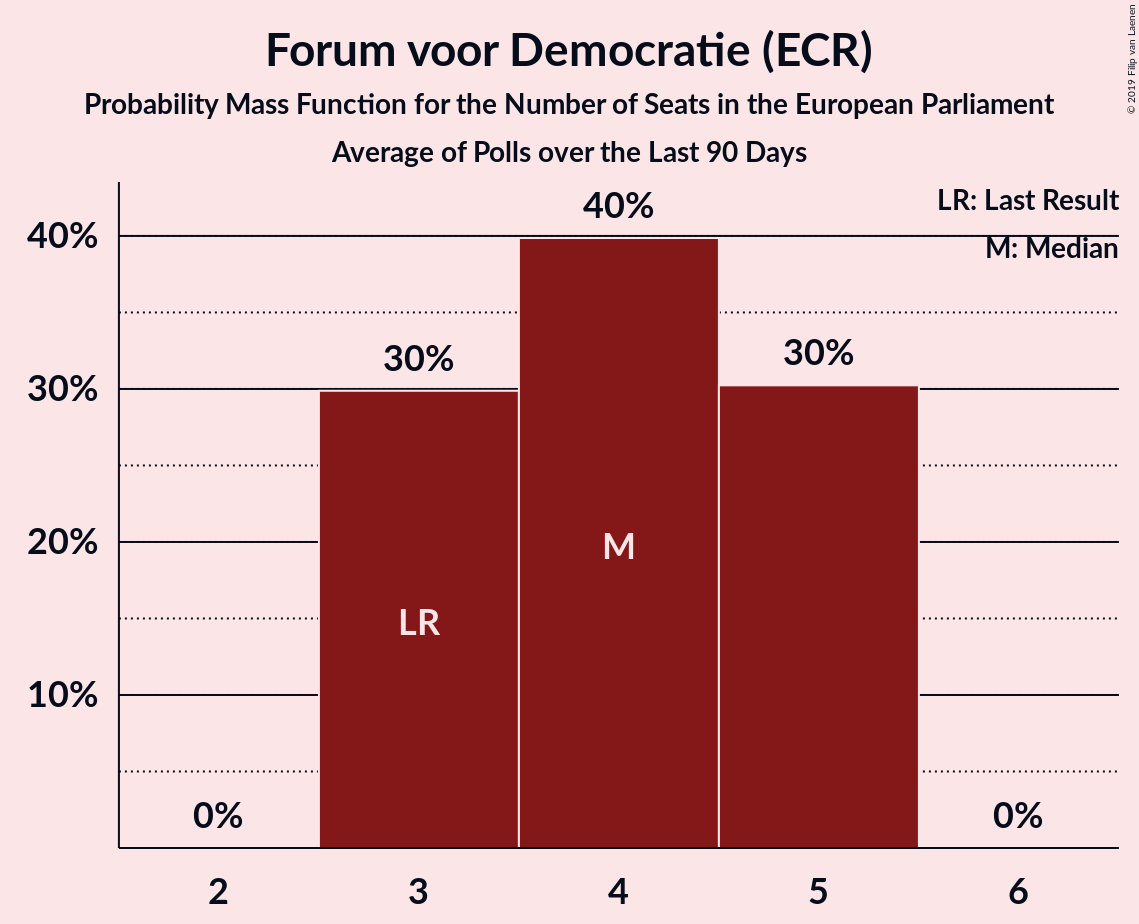 Forum voor Democratie (ECR)
Probability Mass Function for the Number of Seats in the European Parliament
Average of Polls over the Last 90 Days
© 2019 Filip van Laenen
LR: Last Result
M: Median
40%
30%
20%
10%
0%
30%
40%
30%
0%
LR
M
2
3
4
5
6